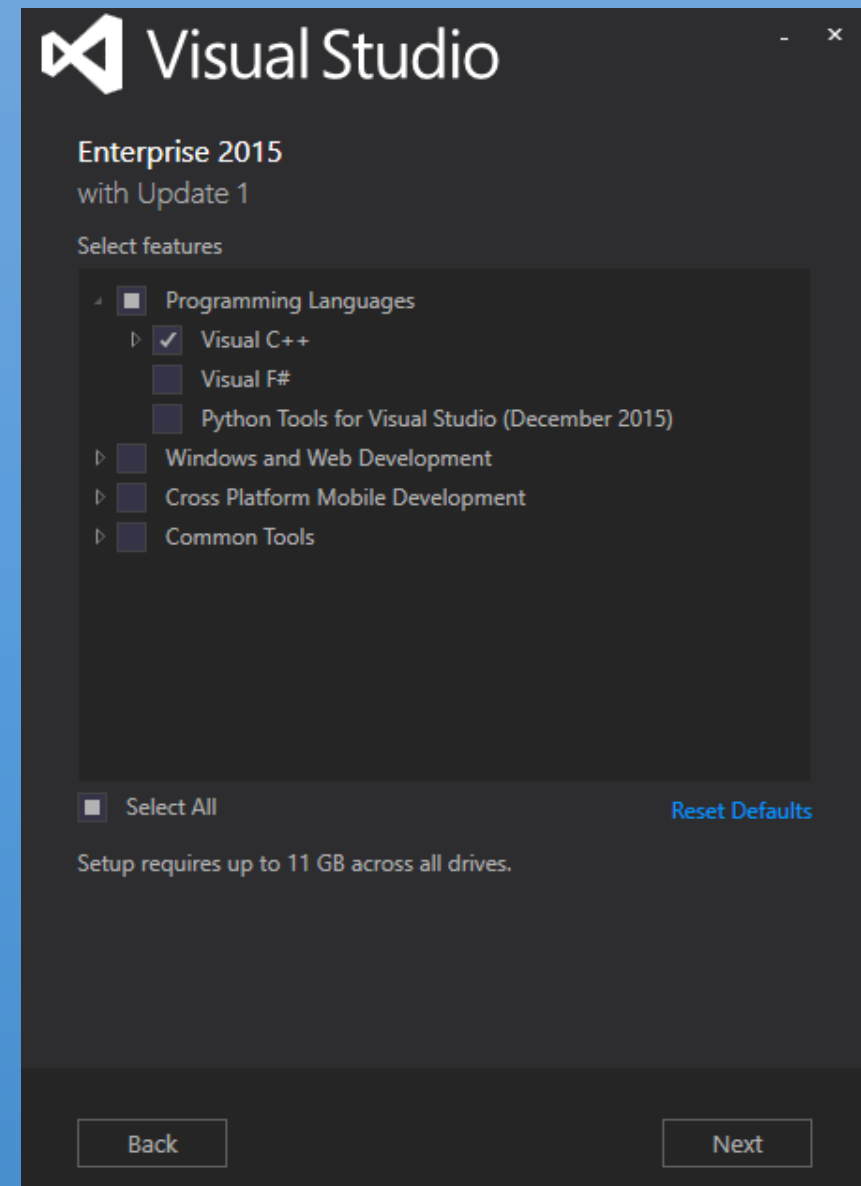 Visual Studio
Enterprise 2015
with Update 1
Select features
Programming Languages
Visual C++
Visual F#
Python Tools for Visual Studio (December 2015)
Windows and Web Development
Cross Platform Mobile Development
Common Tools
Select All
Reset Defaults
Setup requires up to 11 GB across all drives.
Back
Next